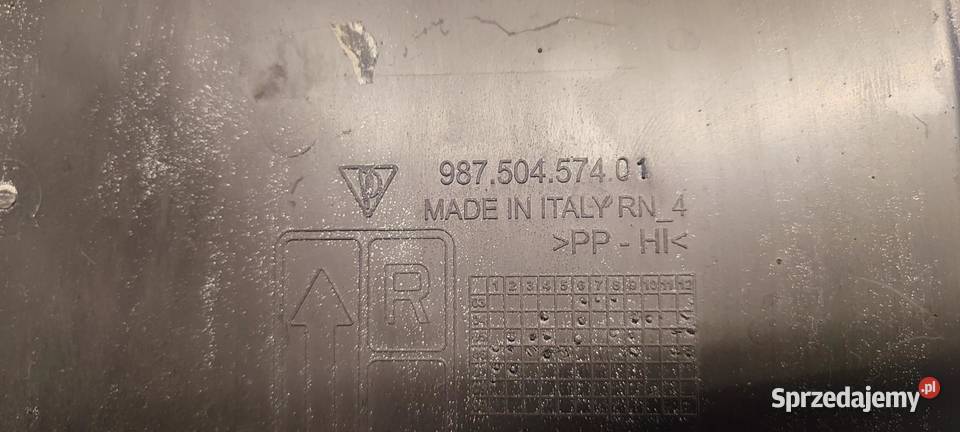 987.504.574.01
MADE IN ITALY RN_4
>PP - HI<
R
1 2 3 4 5 6 7 8 9 10 11 12
03
Sprzedajemy.pl